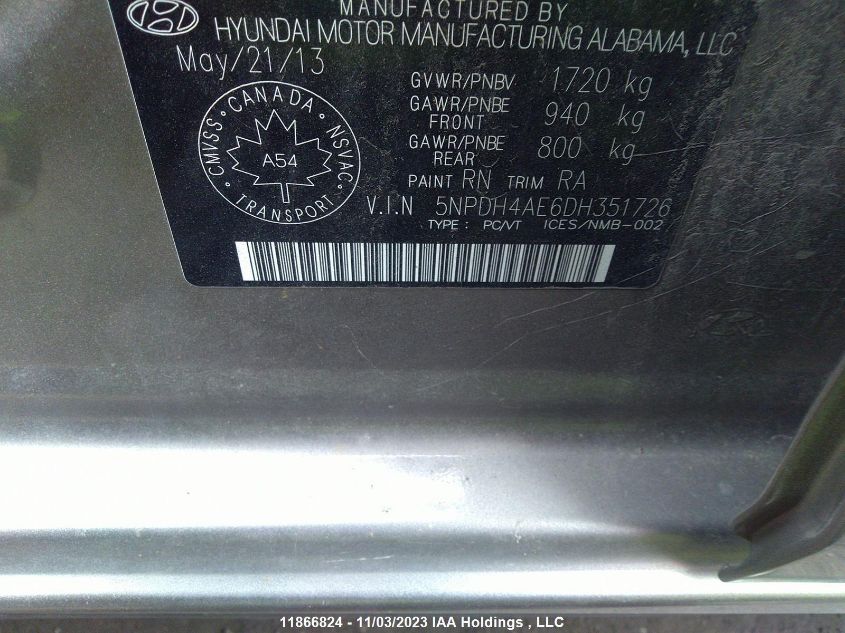 MANUFACTURED BY
HYUNDAI MOTOR MANUFACTURING ALABAMA, LLC
May/21/13
GVWR/PNBV 1720 kg
GAWR/PNBE FRONT 940 kg
GAWR/PNBE REAR 800 kg
CANADA
CMVSS NSVAC
A54
TRANSPORT
PAINT RN TRIM RA
V.I.N 5NPDH4AE6DH351726
TYPE : PC/VT ICES/NMB-002
11866824 - 11/03/2023 IAA Holdings , LLC